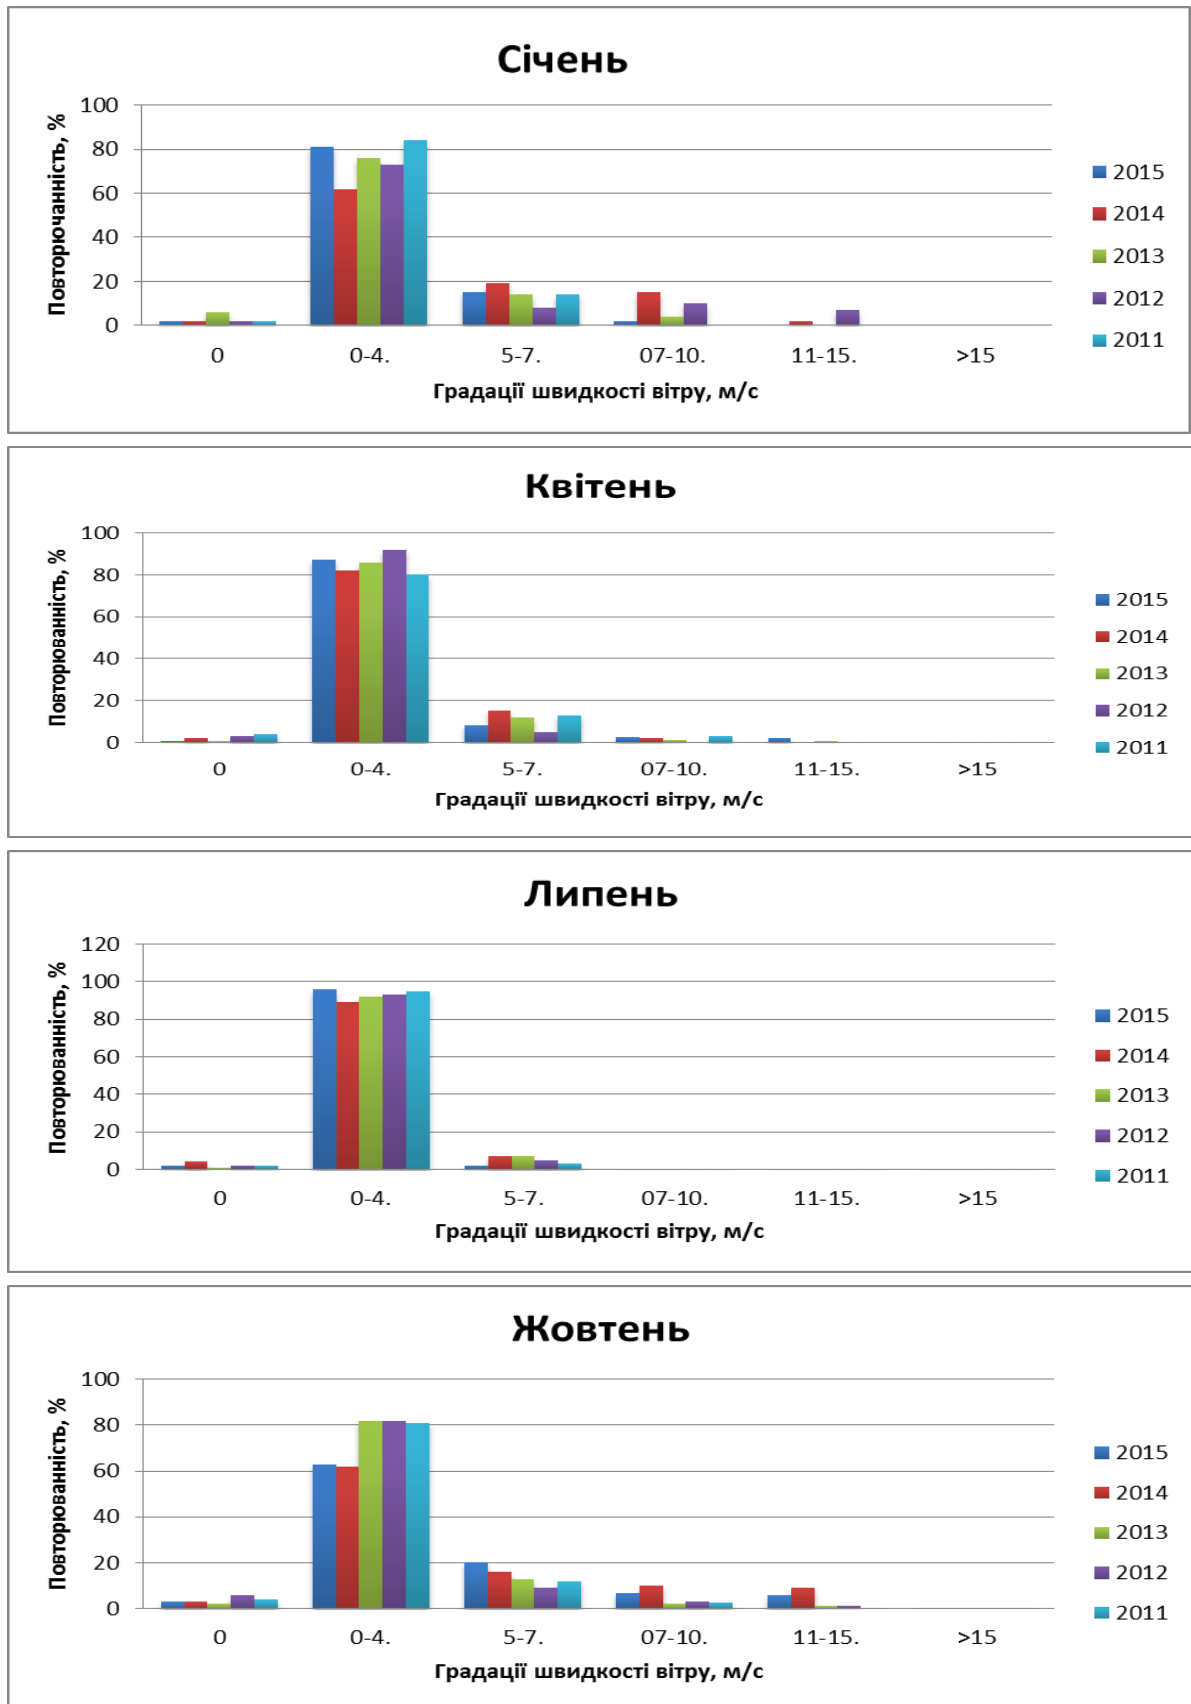 Січень
Повторючанність, %
100
80
60
40
20
0
0 0-4. 5-7. 07-10. 11-15. >15
Градації швидкості вітру, м/с
2015
2014
2013
2012
2011
Квітень
Повторюванність, %
100
80
60
40
20
0
0 0-4. 5-7. 07-10. 11-15. >15
Градації швидкості вітру, м/с
2015
2014
2013
2012
2011
Липень
Повторюванність, %
120
100
80
60
40
20
0
0 0-4. 5-7. 07-10. 11-15. >15
Градації швидкості вітру, м/с
2015
2014
2013
2012
2011
Жовтень
Повторюванність, %
100
80
60
40
20
0
0 0-4. 5-7. 07-10. 11-15. >15
Градації швидкості вітру, м/с
2015
2014
2013
2012
2011